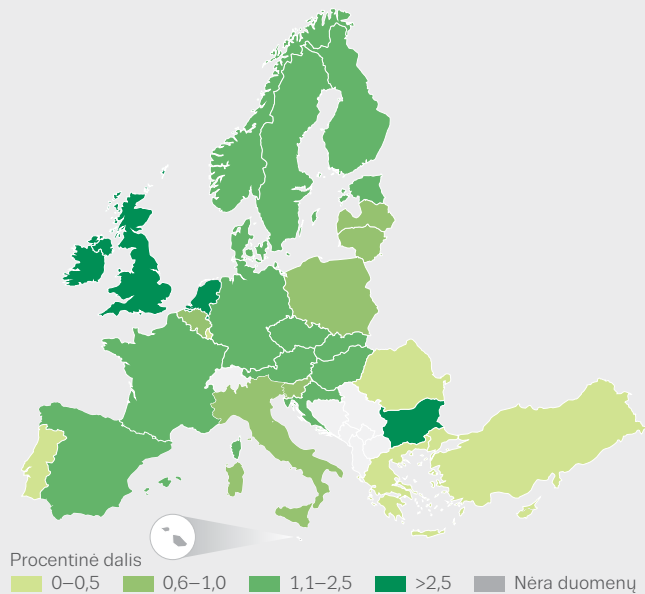 Procentinė dalis
0–0,5 0,6–1,0 1,1–2,5 >2,5 Nėra duomenų